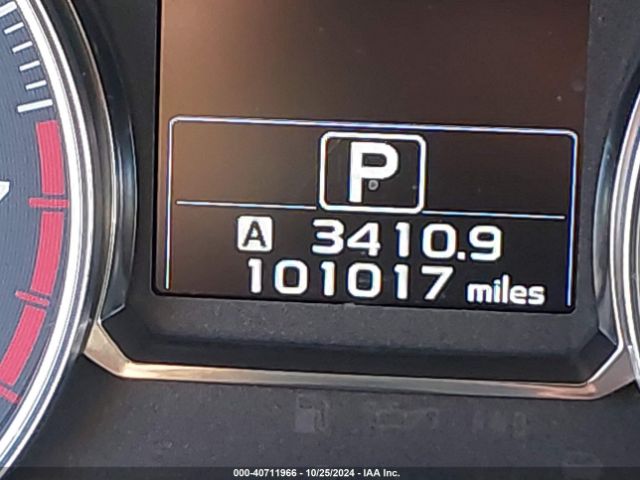 P
A 3410.9
101017 miles
000-40711966 - 10/25/2024 - IAA Inc.